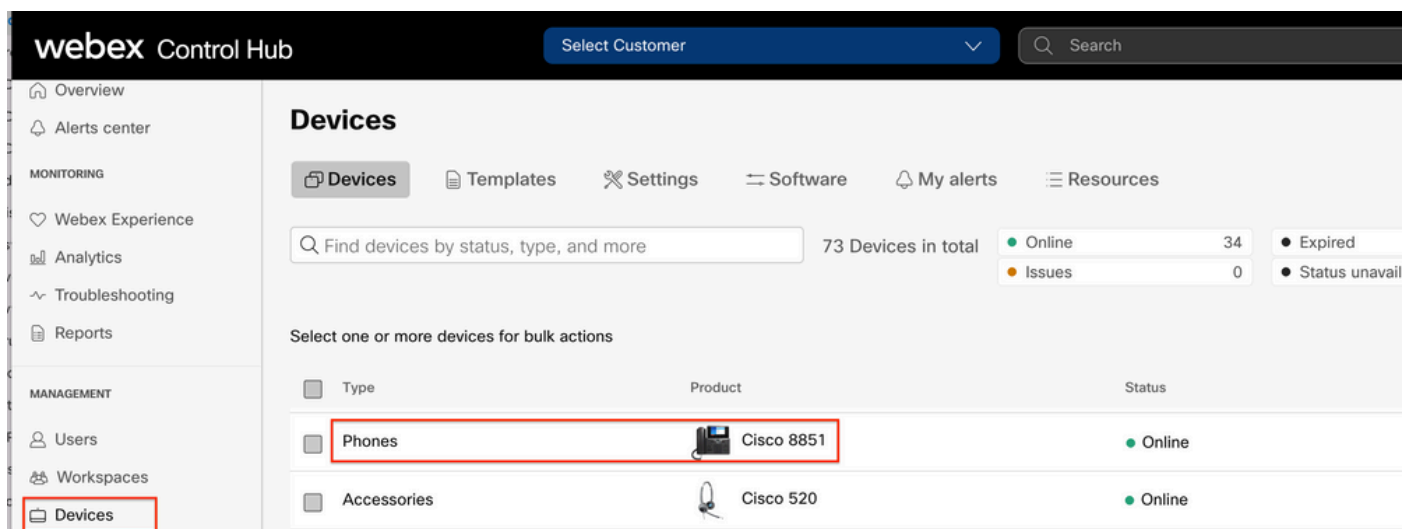 webex Control Hub
Select Customer
Search
Overview
Alerts center
MONITORING
Webex Experience
Analytics
Troubleshooting
Reports
MANAGEMENT
Users
Workspaces
Devices
Devices
Devices
Templates
Settings
Software
My alerts
Resources
Find devices by status, type, and more
73 Devices in total
Online 34
Issues 0
Expired
Status unavail
Select one or more devices for bulk actions
Type Product Status
Phones Cisco 8851 Online
Accessories Cisco 520 Online